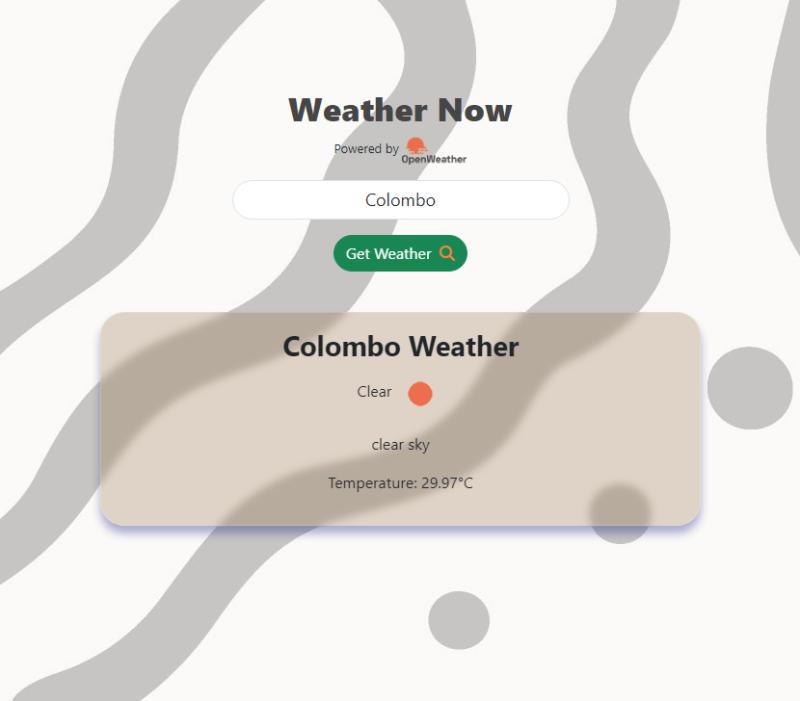 Weather Now
Powered by OpenWeather
Colombo
Get Weather
Colombo Weather
Clear
clear sky
Temperature: 29.97°C